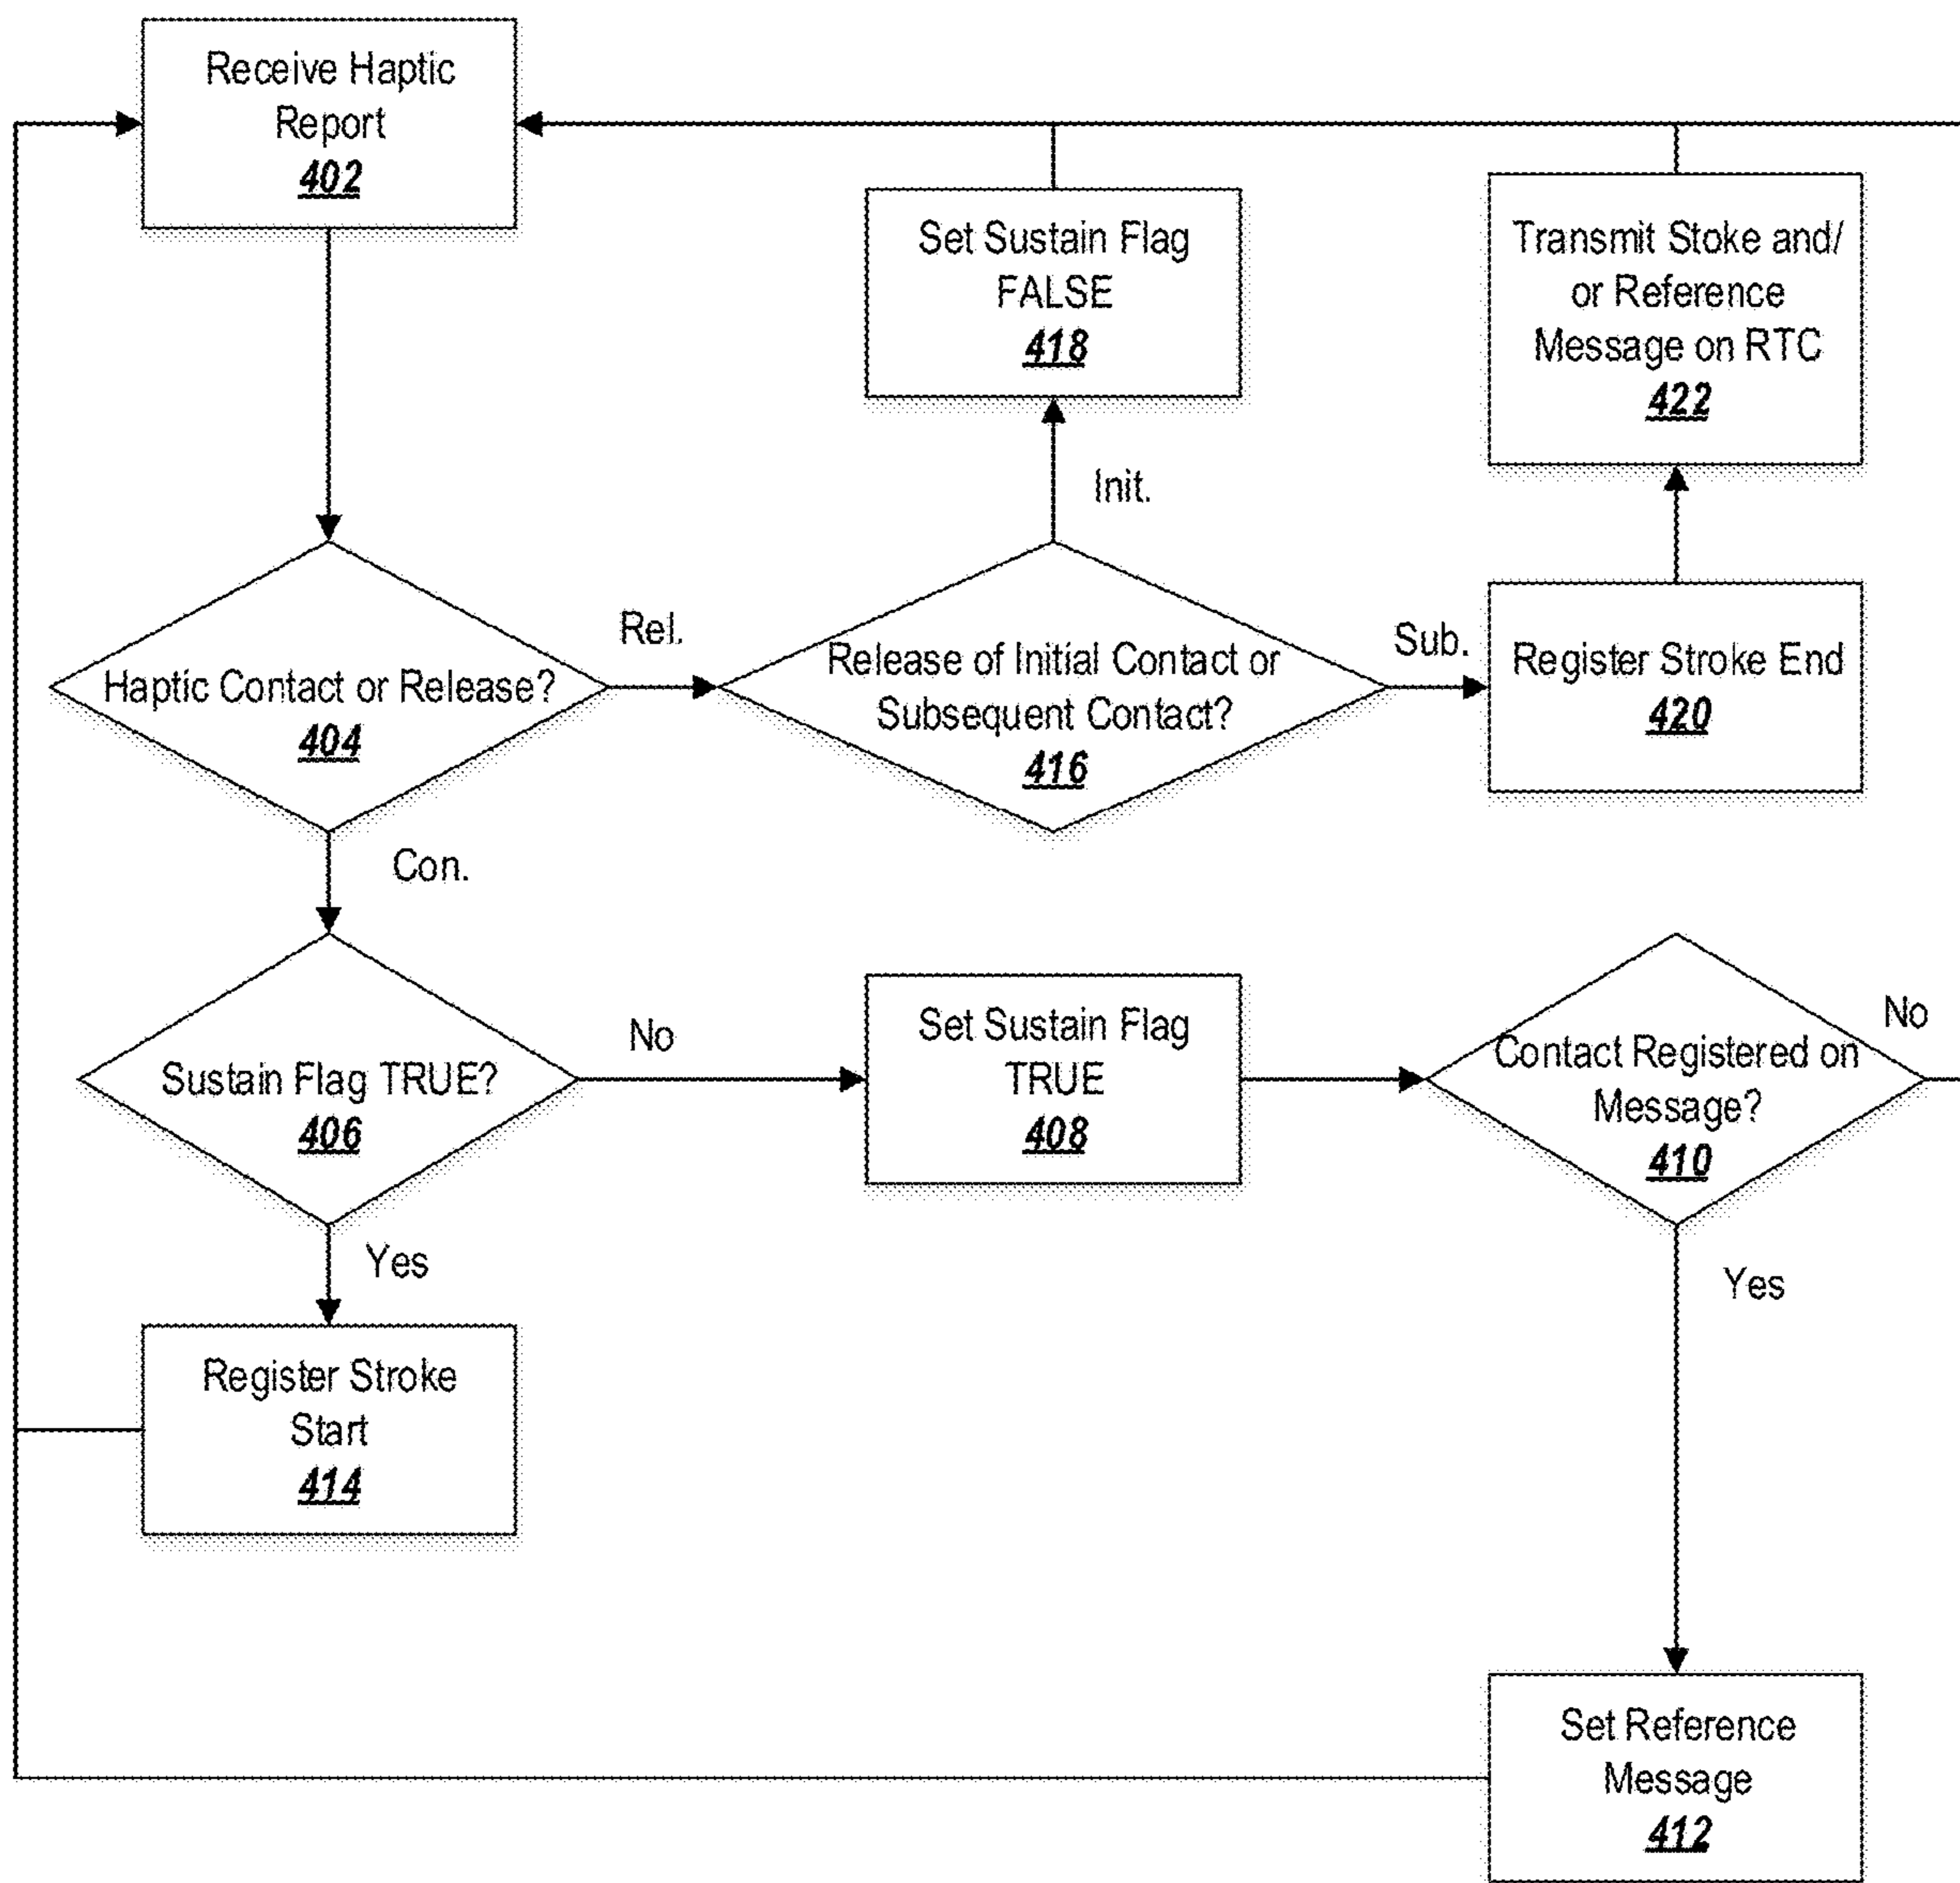 Receive Haptic
Report
402
Set Sustain Flag
FALSE
418
Transmit Stoke and/
or Reference
Message on RTC
422
Init.
Haptic Contact or Release?
404
Rel.
Release of Initial Contact or
Subsequent Contact?
416
Sub.
Register Stroke End
420
Con.
Sustain Flag TRUE?
406
No
Set Sustain Flag
TRUE
408
Contact Registered on
Message?
410
No
Yes
Yes
Register Stroke
Start
414
Set Reference
Message
412